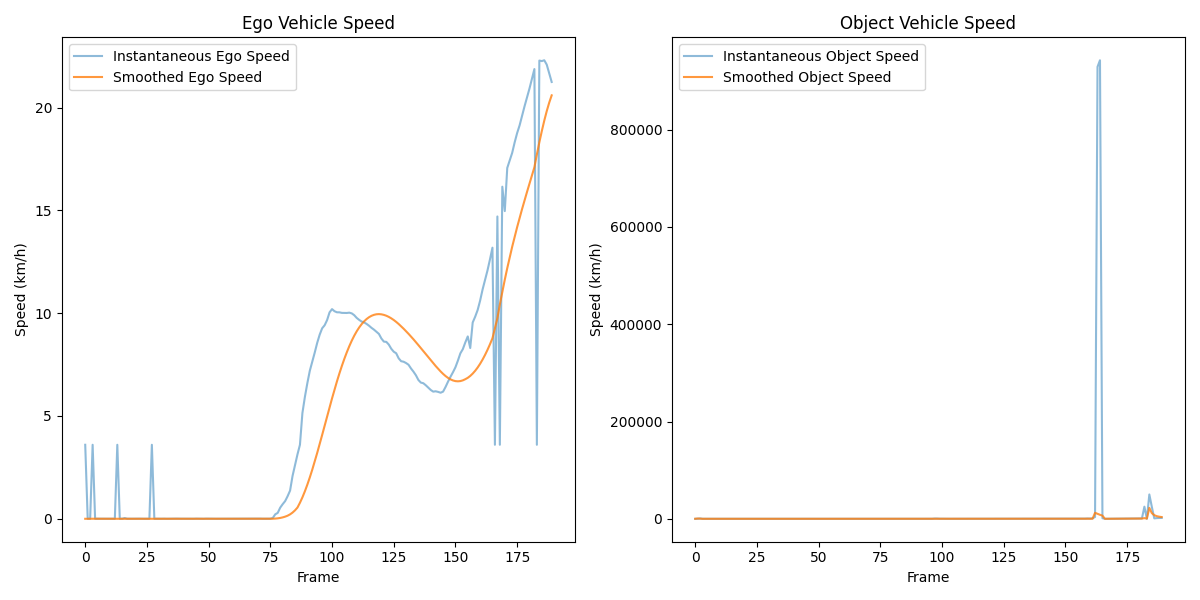 Ego Vehicle Speed
Instantaneous Ego Speed
Smoothed Ego Speed
Speed (km/h)
20
15
10
5
0
0 25 50 75 100 125 150 175
Frame
Object Vehicle Speed
Instantaneous Object Speed
Smoothed Object Speed
Speed (km/h)
800000
600000
400000
200000
0
0 25 50 75 100 125 150 175
Frame